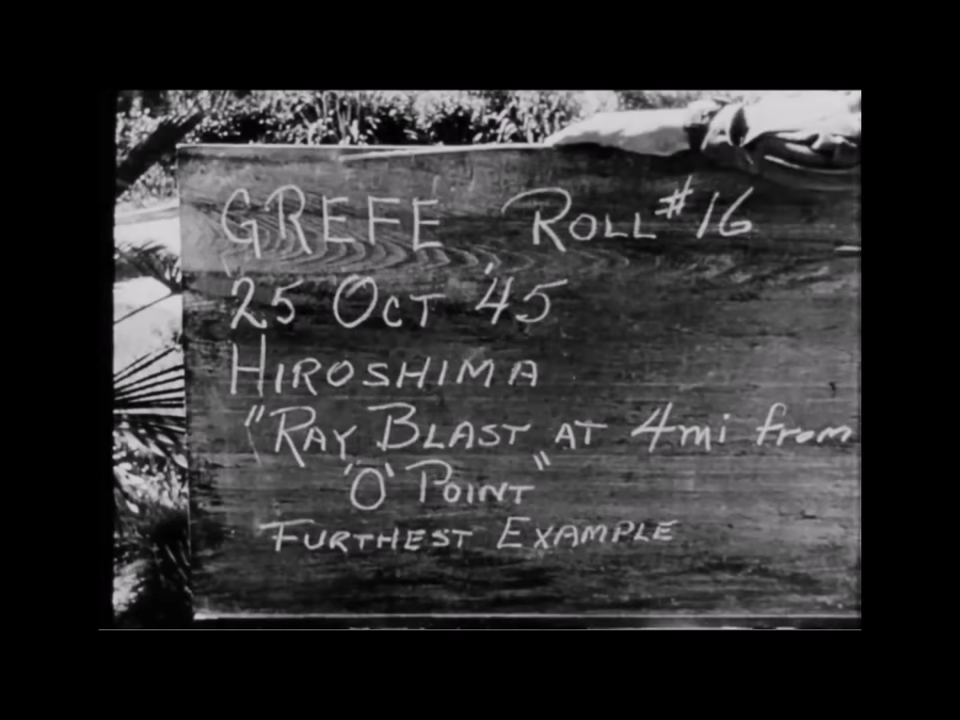 GREFE ROLL #16
25 OCT '45
HIROSHIMA
"RAY BLAST AT 4mi from
'O' POINT"
FURTHEST EXAMPLE